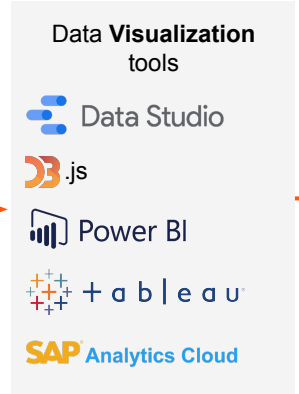 Data Visualization
tools
Data Studio
D3.js
Power BI
+ a b l e a u
SAP Analytics Cloud